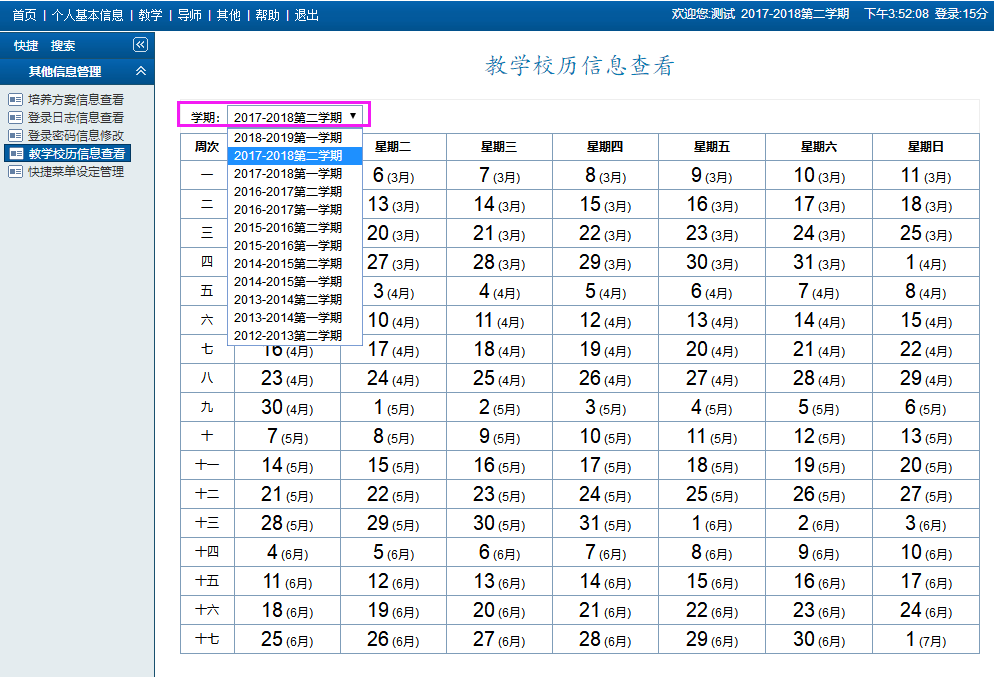 首页 | 个人基本信息 | 教学 | 导师 | 其他 | 帮助 | 退出 欢迎您:测试 2017-2018第二学期 下午3:52:08 登录:15分
快捷 搜索
其他信息管理
培养方案信息查看
登录日志信息查看
登录密码信息修改
教学校历信息查看
快捷菜单设定管理
教学校历信息查看
学期: 2017-2018第二学期
2018-2019第一学期
2017-2018第二学期
2017-2018第一学期
2016-2017第二学期
2016-2017第一学期
2015-2016第二学期
2015-2016第一学期
2014-2015第二学期
2014-2015第一学期
2013-2014第二学期
2013-2014第一学期
2012-2013第二学期
周次 星期二 星期三 星期四 星期五 星期六 星期日
一 6 (3月) 7 (3月) 8 (3月) 9 (3月) 10 (3月) 11 (3月)
二 13 (3月) 14 (3月) 15 (3月) 16 (3月) 17 (3月) 18 (3月)
三 20 (3月) 21 (3月) 22 (3月) 23 (3月) 24 (3月) 25 (3月)
四 27 (3月) 28 (3月) 29 (3月) 30 (3月) 31 (3月) 1 (4月)
五 3 (4月) 4 (4月) 5 (4月) 6 (4月) 7 (4月) 8 (4月)
六 10 (4月) 11 (4月) 12 (4月) 13 (4月) 14 (4月) 15 (4月)
七 16 (4月) 17 (4月) 18 (4月) 19 (4月) 20 (4月) 21 (4月) 22 (4月)
八 23 (4月) 24 (4月) 25 (4月) 26 (4月) 27 (4月) 28 (4月) 29 (4月)
九 30 (4月) 1 (5月) 2 (5月) 3 (5月) 4 (5月) 5 (5月) 6 (5月)
十 7 (5月) 8 (5月) 9 (5月) 10 (5月) 11 (5月) 12 (5月) 13 (5月)
十一 14 (5月) 15 (5月) 16 (5月) 17 (5月) 18 (5月) 19 (5月) 20 (5月)
十二 21 (5月) 22 (5月) 23 (5月) 24 (5月) 25 (5月) 26 (5月) 27 (5月)
十三 28 (5月) 29 (5月) 30 (5月) 31 (5月) 1 (6月) 2 (6月) 3 (6月)
十四 4 (6月) 5 (6月) 6 (6月) 7 (6月) 8 (6月) 9 (6月) 10 (6月)
十五 11 (6月) 12 (6月) 13 (6月) 14 (6月) 15 (6月) 16 (6月) 17 (6月)
十六 18 (6月) 19 (6月) 20 (6月) 21 (6月) 22 (6月) 23 (6月) 24 (6月)
十七 25 (6月) 26 (6月) 27 (6月) 28 (6月) 29 (6月) 30 (6月) 1 (7月)